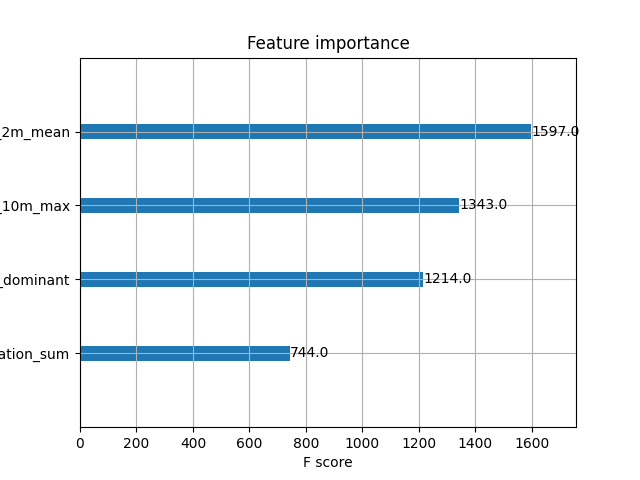 Feature importance
_2m_mean
1597.0
_10m_max
1343.0
_dominant
1214.0
ation_sum
744.0
0 200 400 600 800 1000 1200 1400 1600
F score